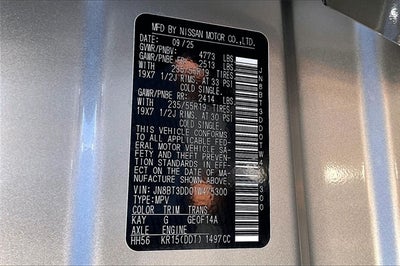 MFD BY NISSAN MOTOR CO.,LTD.
DATE: 09/25
GVWR/PNBV: 4773 LBS
GAWR/PNBE 2513 LBS
WITH 235/55R19 TIRES
19X7 1/2J RIMS, AT 33 PSI
COLD SINGLE.
GAWR/PNBE RR: 2414 LBS
WITH 235/55R19 TIRES
19X7 1/2J RIMS, AT 30 PSI
COLD SINGLE.
THIS VEHICLE CONFORMS
TO ALL APPLICABLE FED-
ERAL MOTOR VEHICLE SA-
FETY AND THEFT PREVEN-
TION STANDARDS IN EFFE-
CT ON THE DATE OF MA-
NUFACTURE SHOWN ABOVE.
VIN:JN8BT3DD0TW475300
TYPE:MPV
COLOR TRIM TRANS
KAY G GE0F14A
AXLE ENGINE
HH56 KR15(DDT) 1497CC